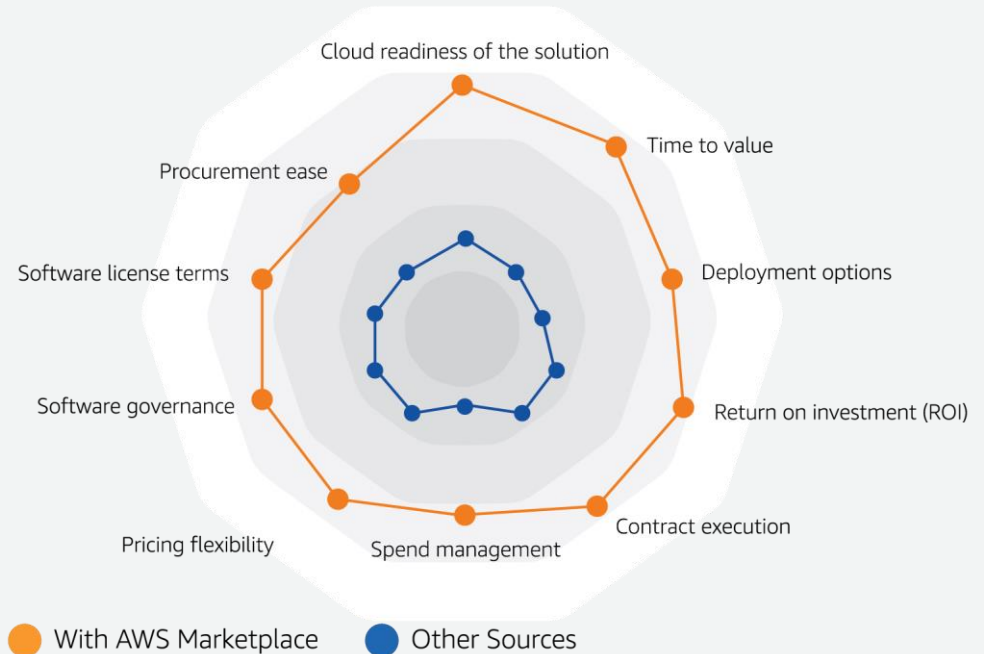 Cloud readiness of the solution
Time to value
Procurement ease
Software license terms
Deployment options
Software governance
Return on investment (ROI)
Contract execution
Pricing flexibility
Spend management
With AWS Marketplace
Other Sources